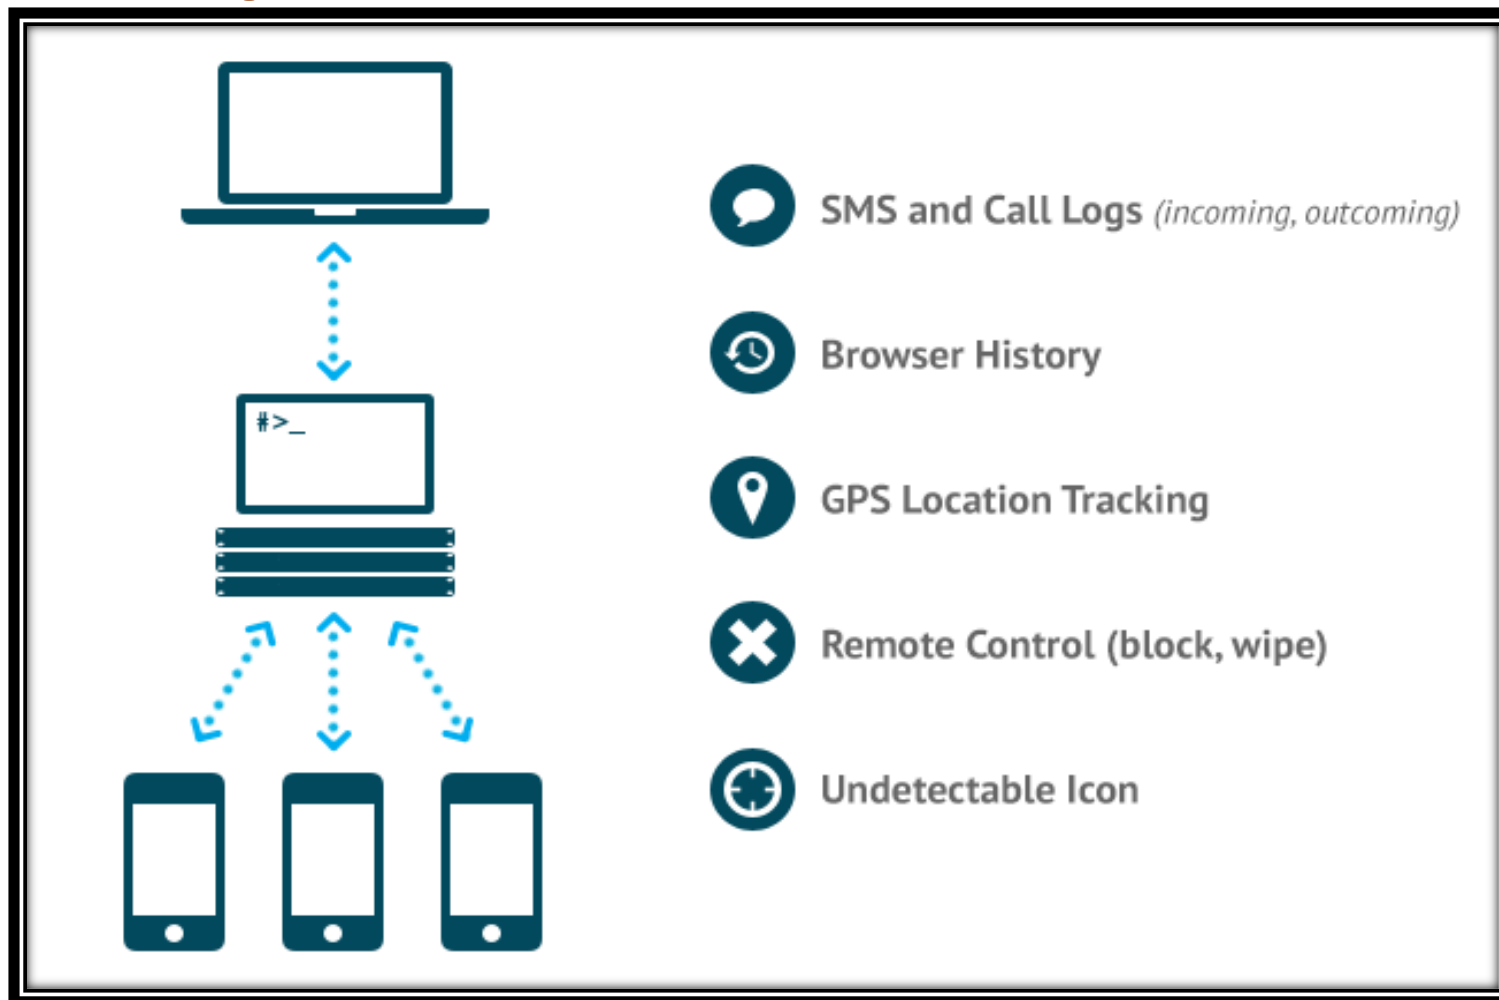 #>_
SMS and Call Logs (incoming, outcoming)
Browser History
GPS Location Tracking
Remote Control (block, wipe)
Undetectable Icon